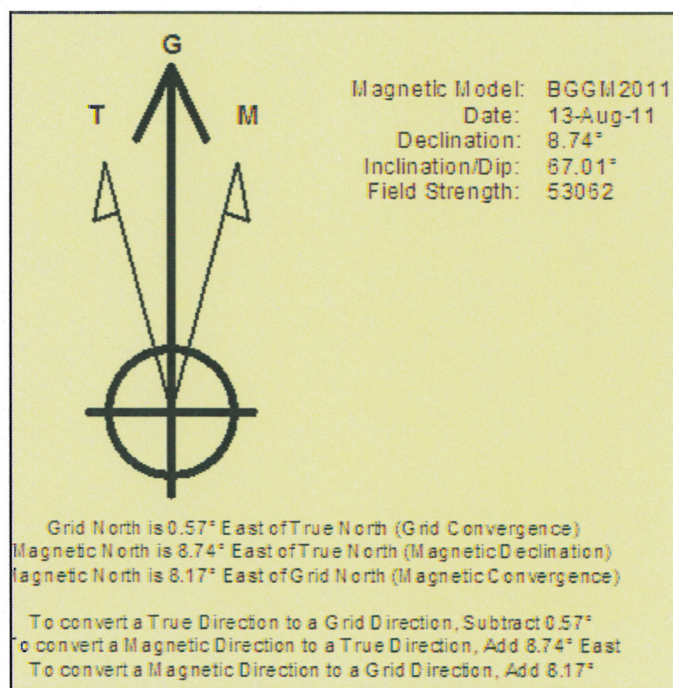 G
T
M
Magnetic Model: BGGM2011
Date: 13-Aug-11
Declination: 8.74°
Inclination/Dip: 67.01°
Field Strength: 53062
Grid North is 0.57° East of True North (Grid Convergence)
Magnetic North is 8.74° East of True North (Magnetic Declination)
Magnetic North is 8.17° East of Grid North (Magnetic Convergence)
To convert a True Direction to a Grid Direction, Subtract 0.57°
To convert a Magnetic Direction to a True Direction, Add 8.74° East
To convert a Magnetic Direction to a Grid Direction, Add 8.17°